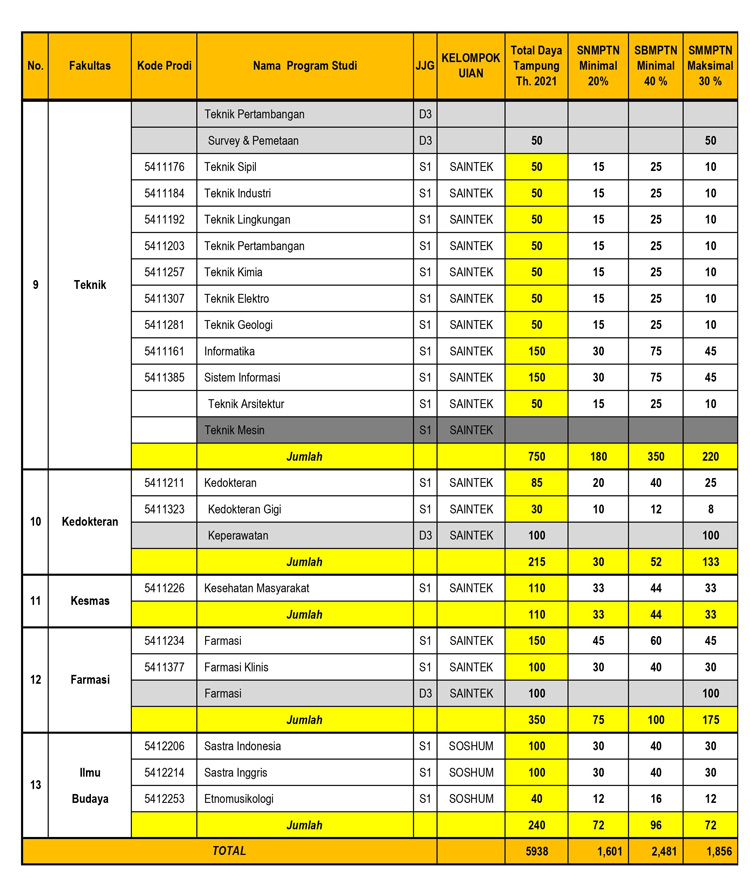 No. Fakultas Kode Prodi Nama Program Studi JJG KELOMPOK UIAN Total Daya Tampung Th. 2021 SNMPTN Minimal 20% SBMPTN Minimal 40 % SMMPTN Maksimal 30 %
9 Teknik
Teknik Pertambangan D3
Survey & Pemetaan D3 50 50
5411176 Teknik Sipil S1 SAINTEK 50 15 25 10
5411184 Teknik Industri S1 SAINTEK 50 15 25 10
5411192 Teknik Lingkungan S1 SAINTEK 50 15 25 10
5411203 Teknik Pertambangan S1 SAINTEK 50 15 25 10
5411257 Teknik Kimia S1 SAINTEK 50 15 25 10
5411307 Teknik Elektro S1 SAINTEK 50 15 25 10
5411281 Teknik Geologi S1 SAINTEK 50 15 25 10
5411161 Informatika S1 SAINTEK 150 30 75 45
5411385 Sistem Informasi S1 SAINTEK 150 30 75 45
Teknik Arsitektur S1 SAINTEK 50 15 25 10
Teknik Mesin S1 SAINTEK
Jumlah 750 180 350 220
10 Kedokteran
5411211 Kedokteran S1 SAINTEK 85 20 40 25
5411323 Kedokteran Gigi S1 SAINTEK 30 10 12 8
Keperawatan D3 SAINTEK 100 100
Jumlah 215 30 52 133
11 Kesmas
5411226 Kesehatan Masyarakat S1 SAINTEK 110 33 44 33
Jumlah 110 33 44 33
12 Farmasi
5411234 Farmasi S1 SAINTEK 150 45 60 45
5411377 Farmasi Klinis S1 SAINTEK 100 30 40 30
Farmasi D3 SAINTEK 100 100
Jumlah 350 75 100 175
13 Ilmu Budaya
5412206 Sastra Indonesia S1 SOSHUM 100 30 40 30
5412214 Sastra Inggris S1 SOSHUM 100 30 40 30
5412253 Etnomusikologi S1 SOSHUM 40 12 16 12
Jumlah 240 72 96 72
TOTAL 5938 1,601 2,481 1,856